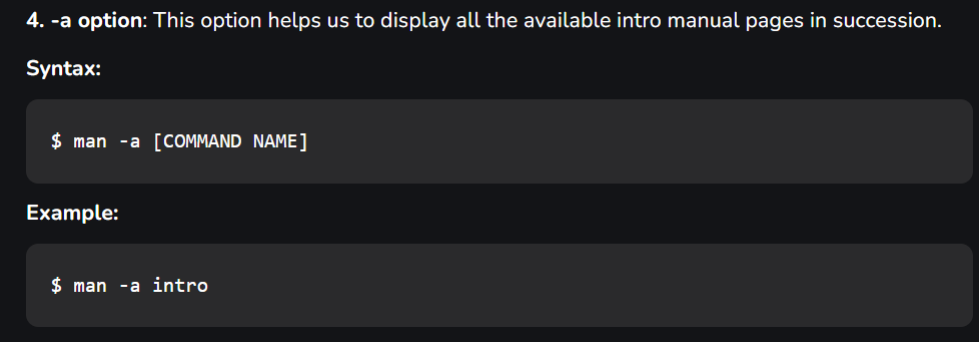 4. -a option: This option helps us to display all the available intro manual pages in succession.
Syntax:
$ man -a [COMMAND NAME]
Example:
$ man -a intro